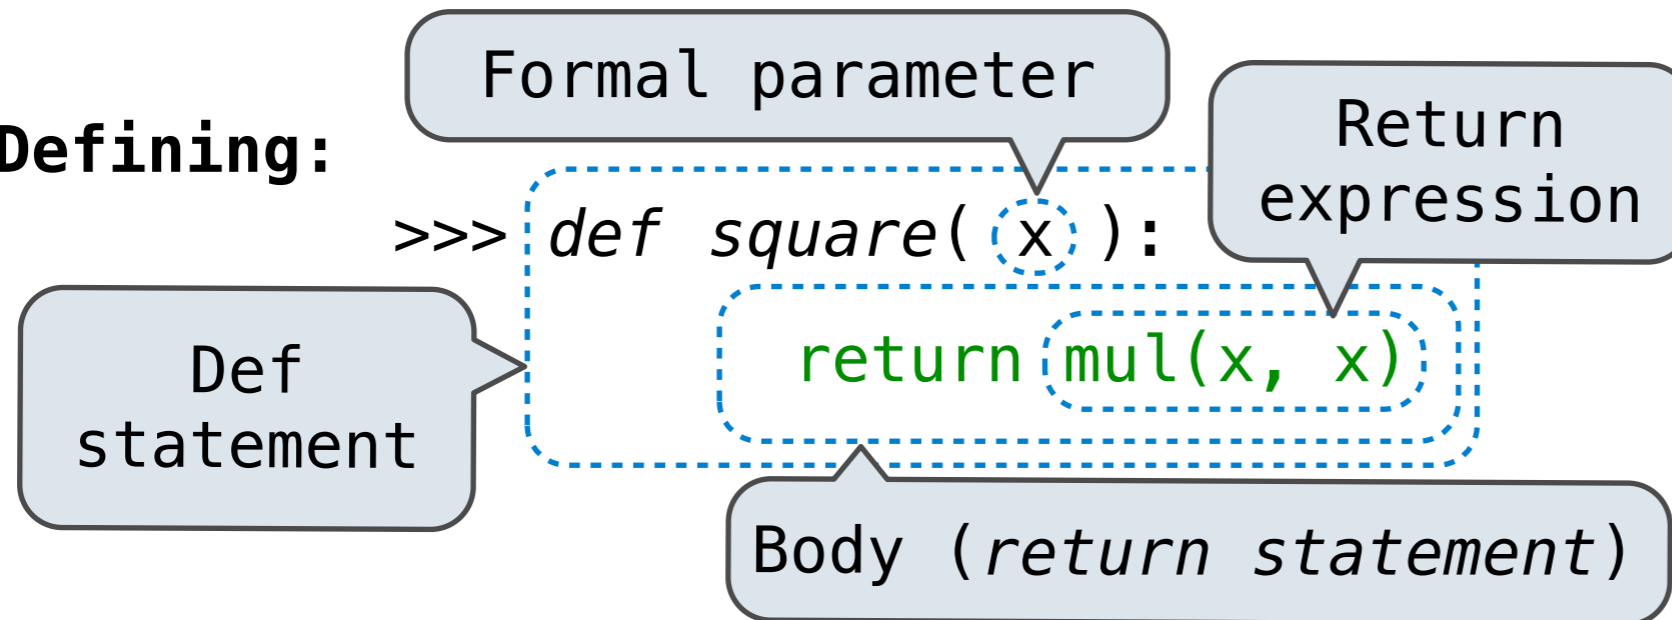 Formal parameter
Defining:
Return
expression
>>> def square( x ):
return mul(x, x)
Def
statement
Body (return statement)